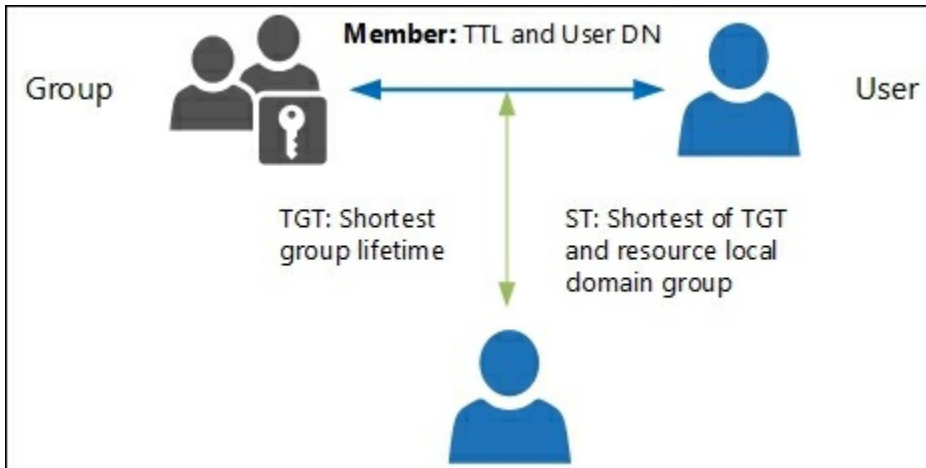 Member: TTL and User DN
Group
User
TGT: Shortest
group lifetime
ST: Shortest of TGT
and resource local
domain group